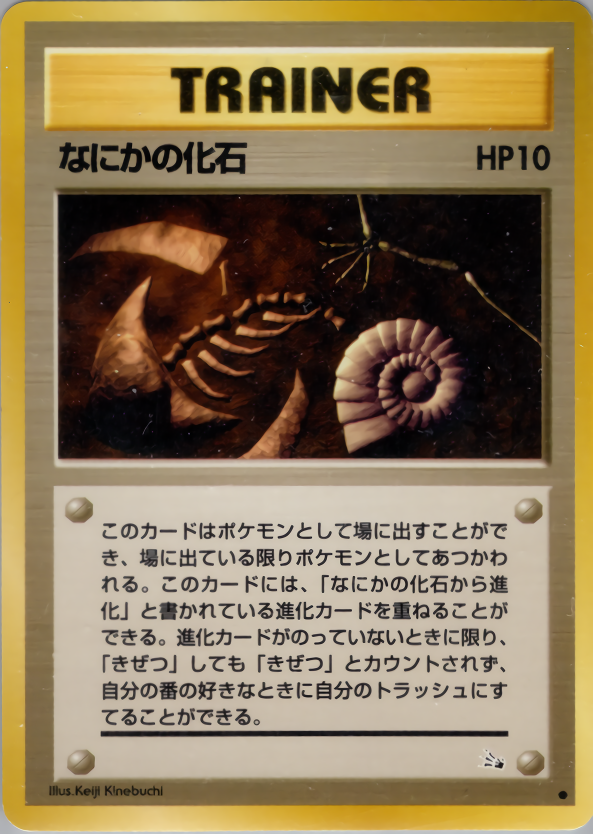 TRAINER
なにかの化石 HP10
このカードはポケモンとして場に出すことがで
き、場に出ている限りポケモンとしてあつかわ
れる。このカードには、「なにかの化石から進
化」と書かれている進化カードを重ねることが
できる。進化カードがのっていないときに限り、
「きぜつ」しても「きぜつ」とカウントされず、
自分の番の好きなときに自分のトラッシュにす
てることができる。
Illus.Keiji Kinebuchi